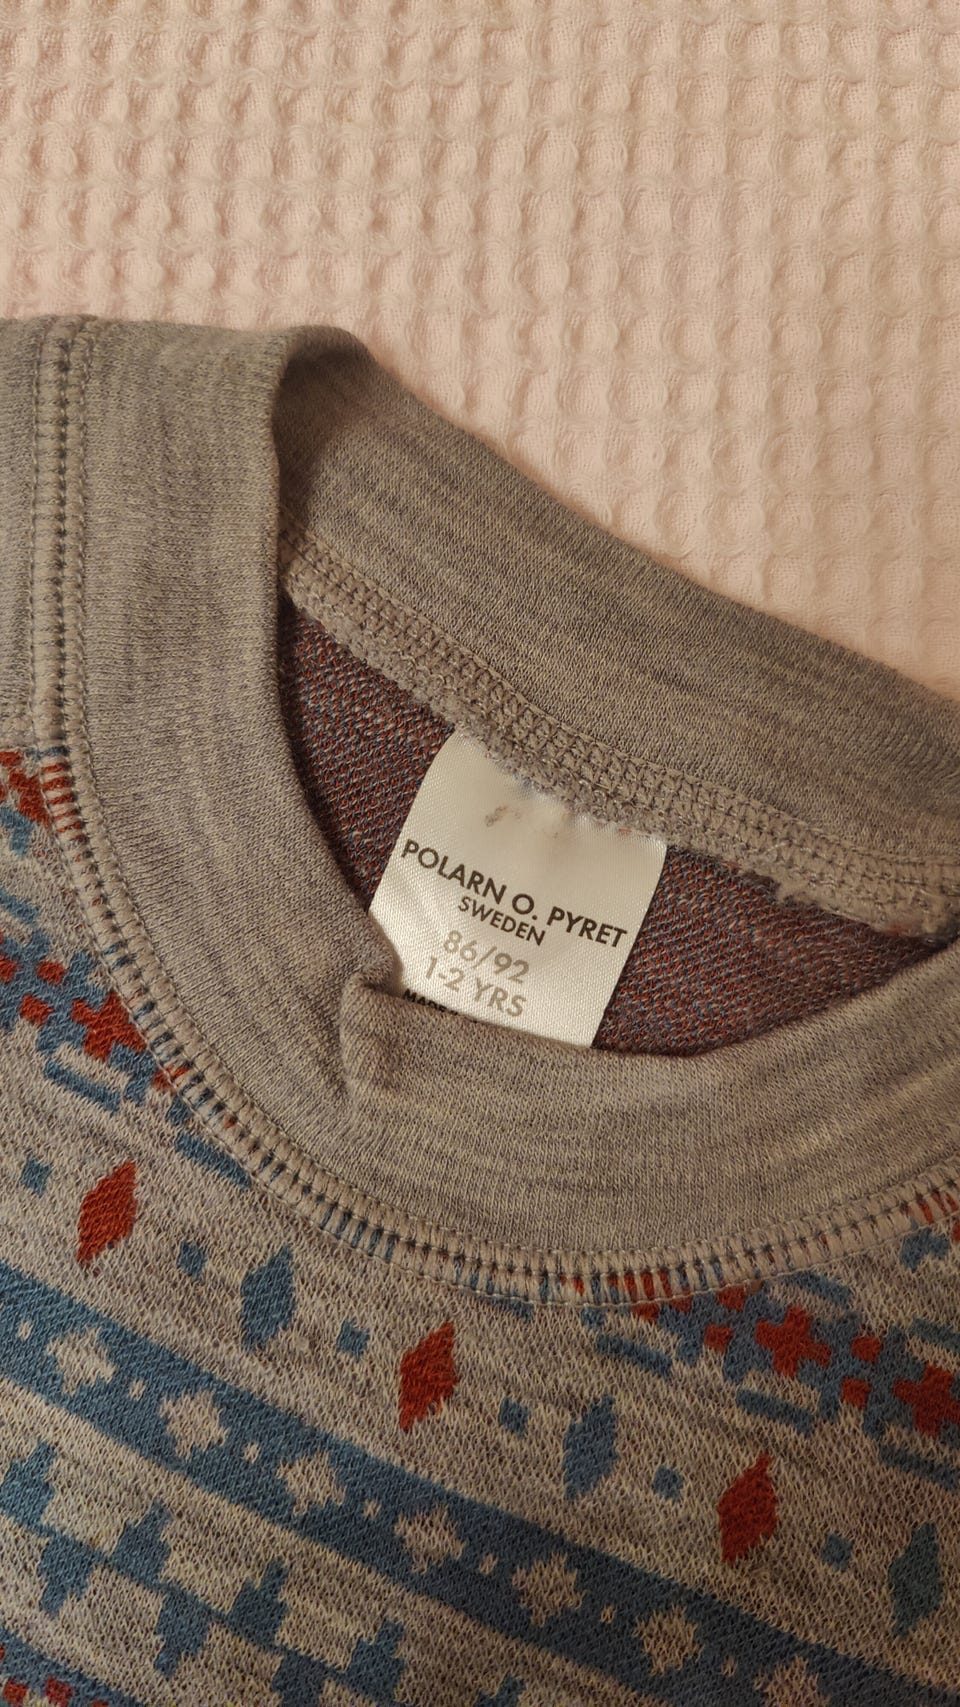 POLARN O. PYRET
SWEDEN
86/92
1-2 YRS